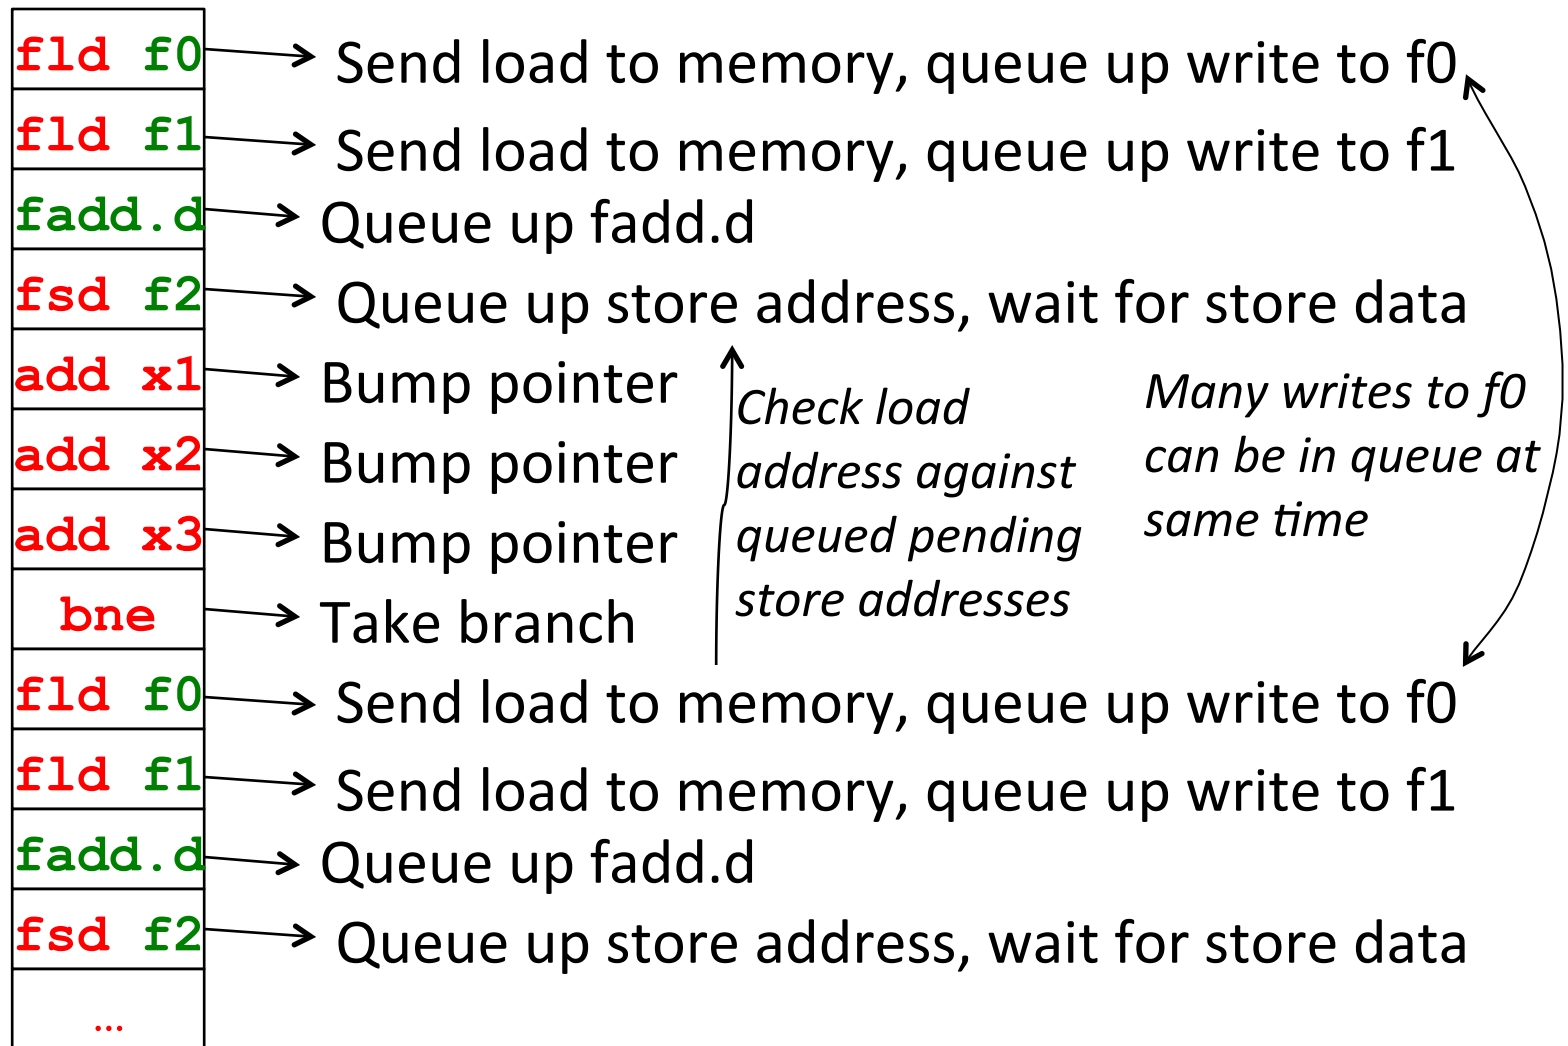 fld f0 Send load to memory, queue up write to f0
fld f1 Send load to memory, queue up write to f1
fadd.d Queue up fadd.d
fsd f2 Queue up store address, wait for store data
add x1 Bump pointer
add x2 Bump pointer
add x3 Bump pointer
bne Take branch
Check load
address against
queued pending
store addresses
Many writes to f0
can be in queue at
same time
fld f0 Send load to memory, queue up write to f0
fld f1 Send load to memory, queue up write to f1
fadd.d Queue up fadd.d
fsd f2 Queue up store address, wait for store data
…